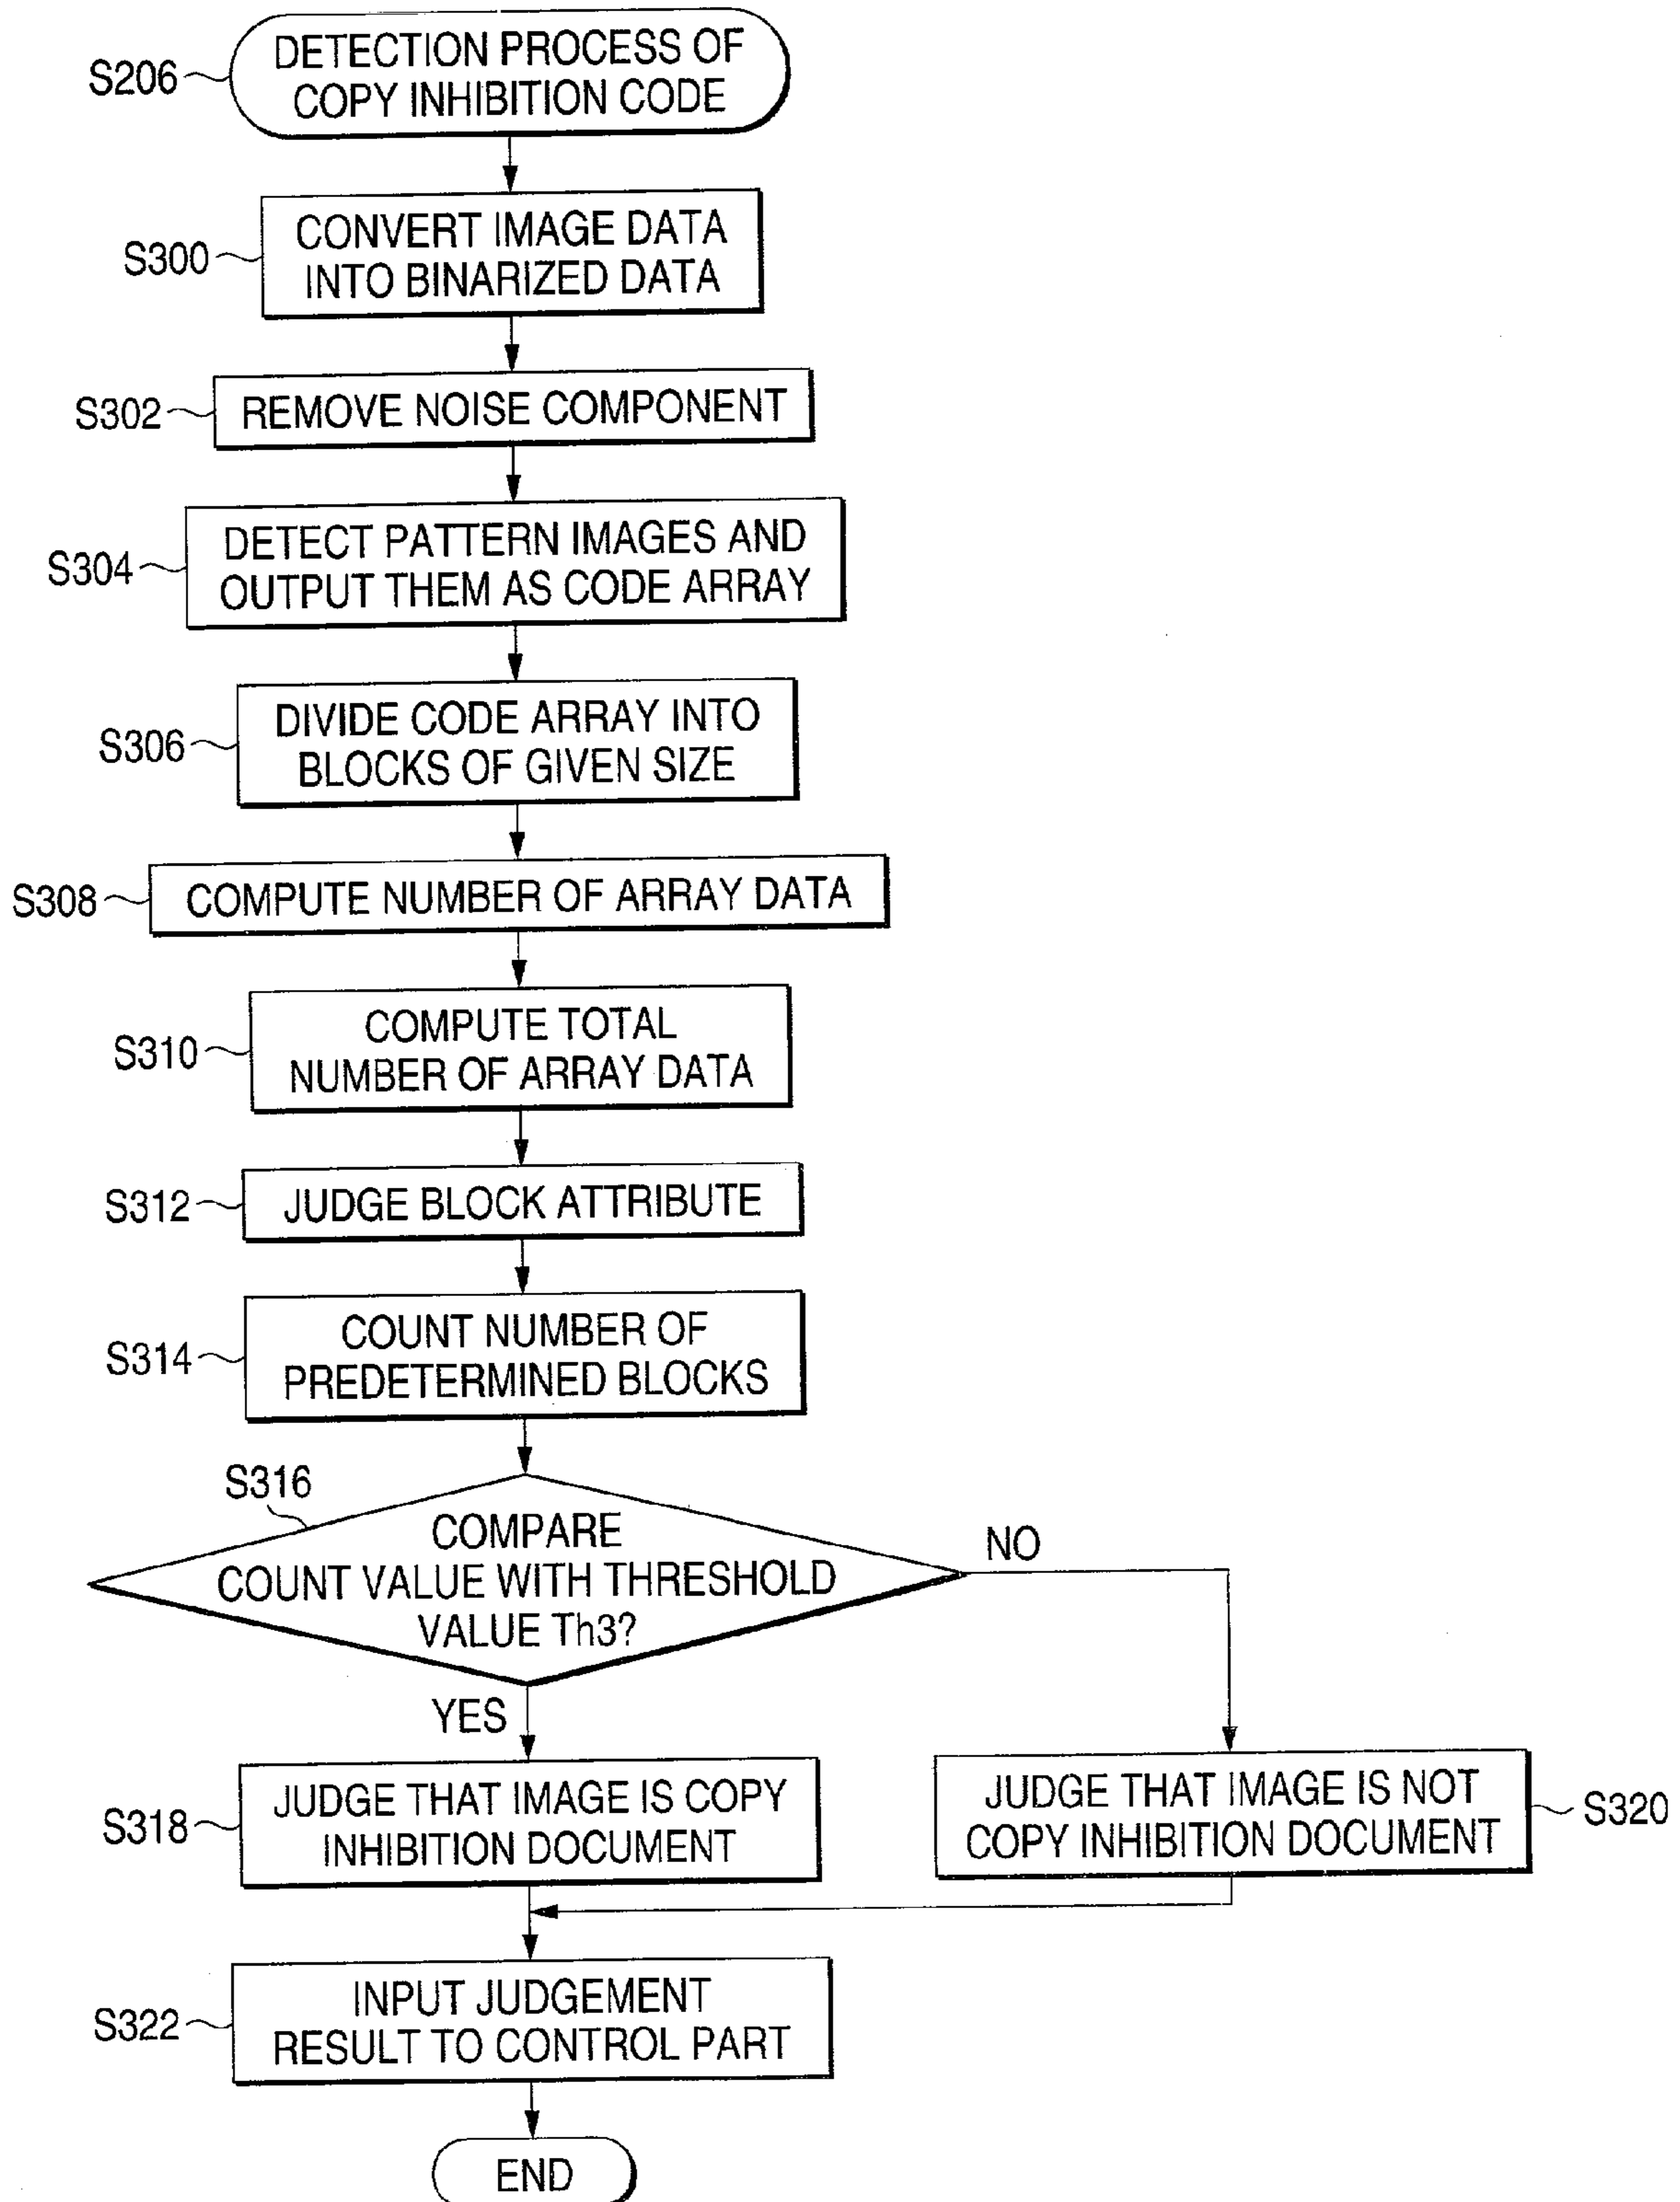 S206
DETECTION PROCESS OF
COPY INHIBITION CODE
S300
CONVERT IMAGE DATA
INTO BINARIZED DATA
S302
REMOVE NOISE COMPONENT
S304
DETECT PATTERN IMAGES AND
OUTPUT THEM AS CODE ARRAY
S306
DIVIDE CODE ARRAY INTO
BLOCKS OF GIVEN SIZE
S308
COMPUTE NUMBER OF ARRAY DATA
S310
COMPUTE TOTAL
NUMBER OF ARRAY DATA
S312
JUDGE BLOCK ATTRIBUTE
S314
COUNT NUMBER OF
PREDETERMINED BLOCKS
S316
COMPARE
COUNT VALUE WITH THRESHOLD
VALUE Th3?
NO
YES
S318
JUDGE THAT IMAGE IS COPY
INHIBITION DOCUMENT
JUDGE THAT IMAGE IS NOT
COPY INHIBITION DOCUMENT
S320
S322
INPUT JUDGEMENT
RESULT TO CONTROL PART
END